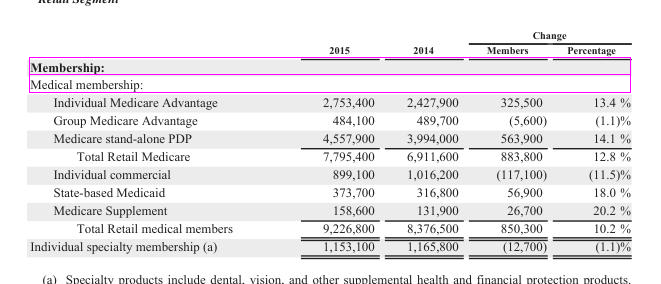 Retail Segment
Change
2015 2014 Members Percentage
Membership:
Medical membership:
Individual Medicare Advantage 2,753,400 2,427,900 325,500 13.4 %
Group Medicare Advantage 484,100 489,700 (5,600) (1.1)%
Medicare stand-alone PDP 4,557,900 3,994,000 563,900 14.1 %
Total Retail Medicare 7,795,400 6,911,600 883,800 12.8 %
Individual commercial 899,100 1,016,200 (117,100) (11.5)%
State-based Medicaid 373,700 316,800 56,900 18.0 %
Medicare Supplement 158,600 131,900 26,700 20.2 %
Total Retail medical members 9,226,800 8,376,500 850,300 10.2 %
Individual specialty membership (a) 1,153,100 1,165,800 (12,700) (1.1)%
(a) Specialty products include dental, vision, and other supplemental health and financial protection products.